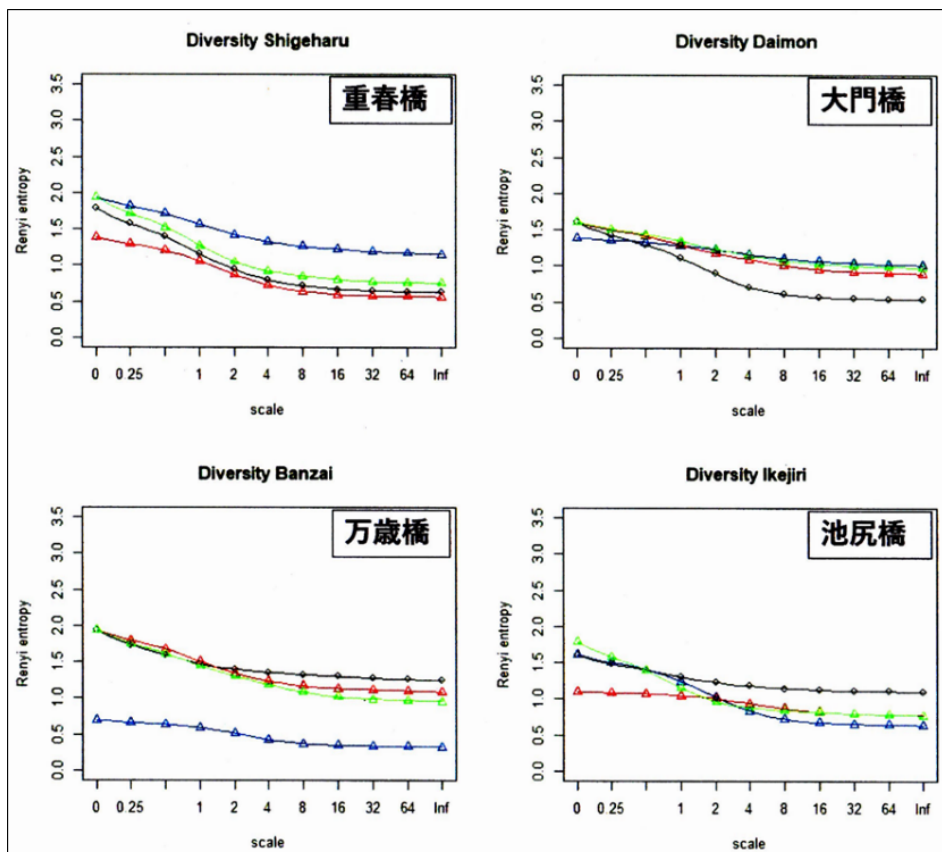 Diversity Shigeharu
重春橋
Renyi entropy
3.5
3.0
2.5
2.0
1.5
1.0
0.5
0.0
0 0.25 1 2 4 8 16 32 64 Inf
scale
Diversity Daimon
大門橋
Renyi entropy
3.5
3.0
2.5
2.0
1.5
1.0
0.5
0.0
0 0.25 1 2 4 8 16 32 64 Inf
scale
Diversity Banzai
万歳橋
Renyi entropy
3.5
3.0
2.5
2.0
1.5
1.0
0.5
0.0
0 0.25 1 2 4 8 16 32 64 Inf
scale
Diversity Ikejiri
池尻橋
Renyi entropy
3.5
3.0
2.5
2.0
1.5
1.0
0.5
0.0
0 0.25 1 2 4 8 16 32 64 Inf
scale